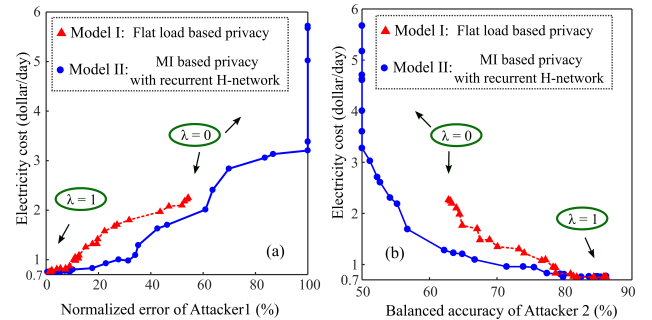 6
5
4
3
2
1
0.7
Electricity cost (dollar/day)
Model I: Flat load based privacy
Model II: MI based privacy
with recurrent H-network
λ = 0
λ = 1
(a)
0 20 40 60 80 100
Normalized error of Attacker1 (%)
6
5
4
3
2
1
0.7
Electricity cost (dollar/day)
Model I: Flat load based privacy
Model II: MI based privacy
with recurrent H-network
λ = 0
λ = 1
(b)
50 60 70 80 90
Balanced accuracy of Attacker 2 (%)